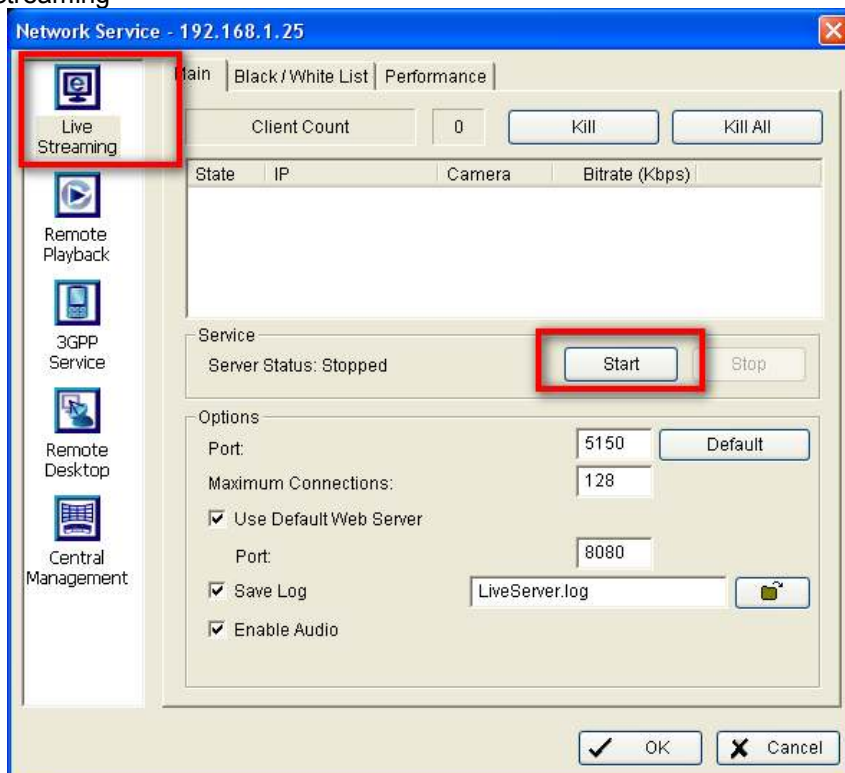 streaming
Network Service - 192.168.1.25
Live
Streaming
Remote
Playback
3GPP
Service
Remote
Desktop
Central
Management
Main Black / White List Performance
Client Count 0 Kill Kill All
State IP Camera Bitrate (Kbps)
Service
Server Status: Stopped Start Stop
Options
Port: 5150 Default
Maximum Connections: 128
Use Default Web Server
Port: 8080
Save Log LiveServer.log
Enable Audio
OK Cancel